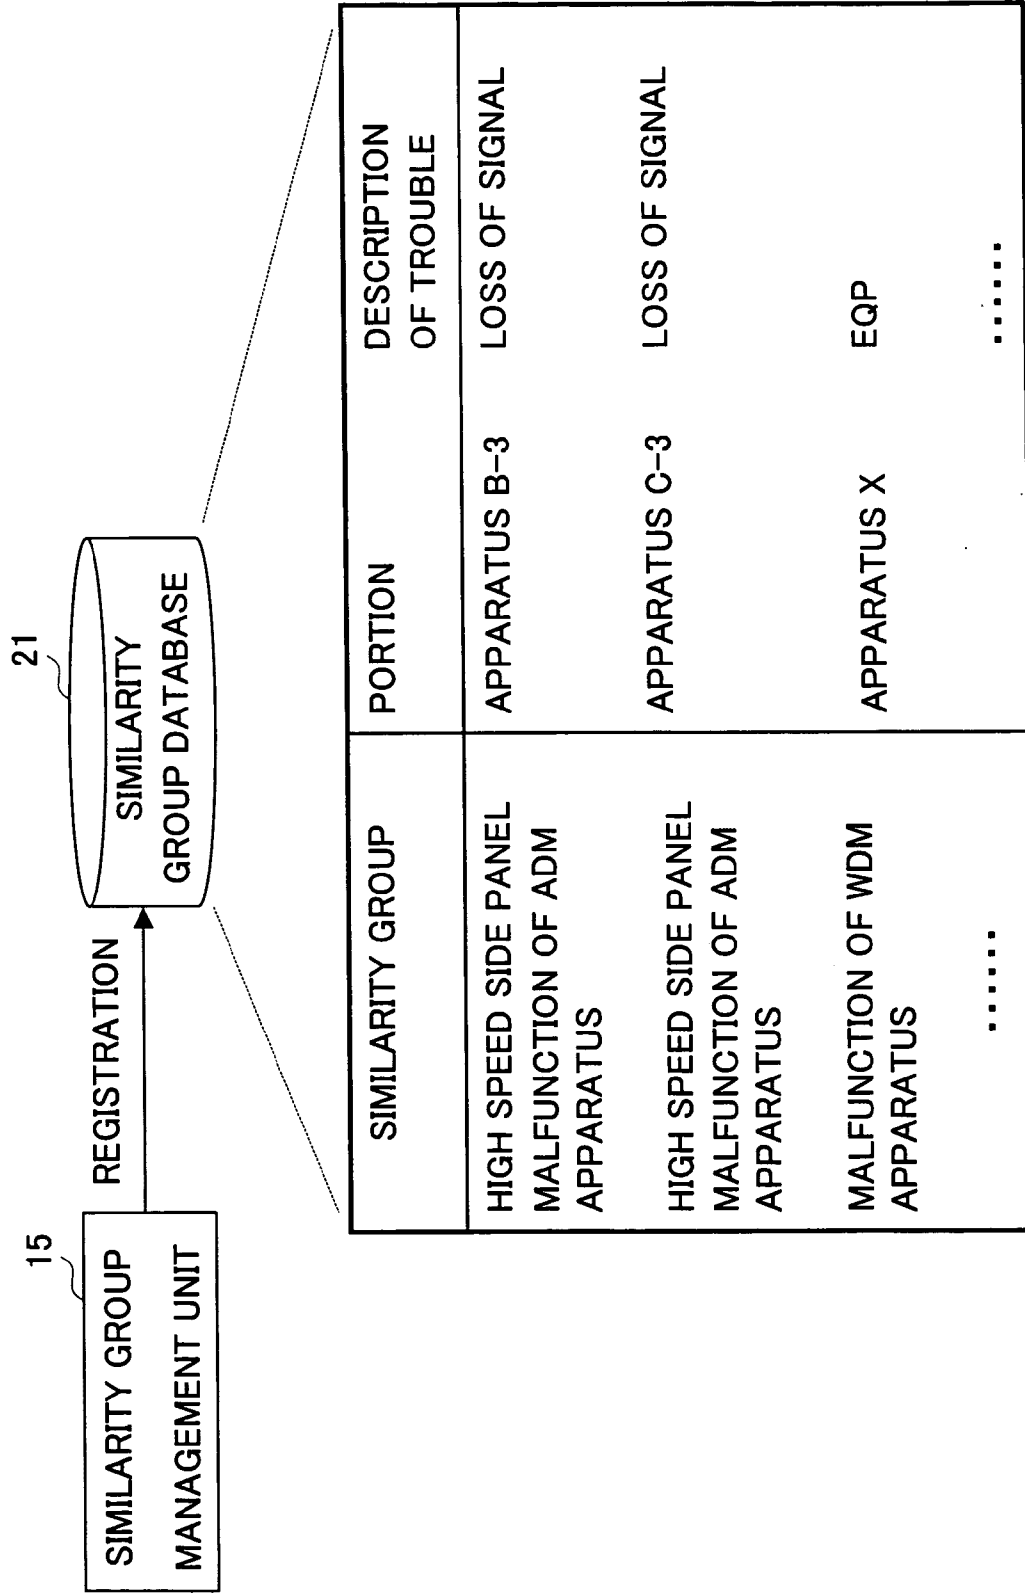 15
SIMILARITY GROUP
MANAGEMENT UNIT
REGISTRATION
21
SIMILARITY
GROUP DATABASE
SIMILARITY GROUP
PORTION
DESCRIPTION
OF TROUBLE
HIGH SPEED SIDE PANEL
MALFUNCTION OF ADM
APPARATUS
APPARATUS B-3
LOSS OF SIGNAL
HIGH SPEED SIDE PANEL
MALFUNCTION OF ADM
APPARATUS
APPARATUS C-3
LOSS OF SIGNAL
MALFUNCTION OF WDM
APPARATUS
APPARATUS X
EQP
......
......